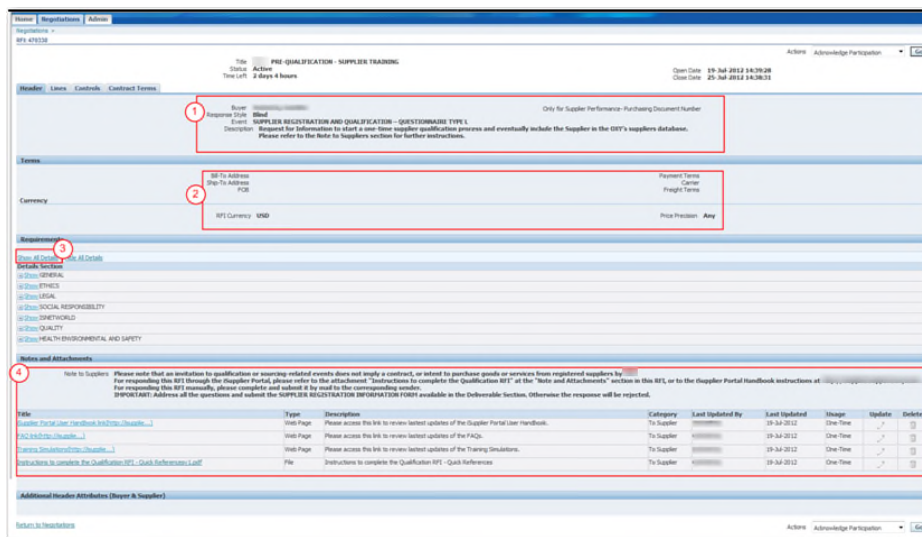 Home Negotiations Admin
Negotiations >
RFI: 476338
Actions Acknowledge Participation Go
Title PRE-QUALIFICATION - SUPPLIER TRAINING
Status Active
Time Left 2 days 4 hours
Open Date 19-Jul-2012 14:39:28
Close Date 25-Jul-2012 14:38:31
Header Lines Controls Contract Terms
1
Buyer
Only for Supplier Performance- Purchasing Document Number
Response Style Blind
Event SUPPLIER REGISTRATION AND QUALIFICATION – QUESTIONNAIRE TYPE L
Description Request for Information to start a one-time supplier qualification process and eventually include the Supplier in the OXY's suppliers database.
Please refer to the Note to Suppliers section for further instructions.
Terms
2
Bill-To Address Payment Terms
Ship-To Address Carrier
FOB Freight Terms
Currency
RFI Currency USD Price Precision Any
Requirements
3
Show All Details Hide All Details
Details Section
Show GENERAL
Show ETHICS
Show LEGAL
Show SOCIAL RESPONSIBILITY
Show ISNETWORLD
Show QUALITY
Show HEALTH ENVIRONMENTAL AND SAFETY
Notes and Attachments
4
Note to Suppliers Please note that an invitation to qualification or sourcing-related events does not imply a contract, or intent to purchase goods or services from registered suppliers by
For responding this RFI through the iSupplier Portal, please refer to the attachment "Instructions to complete the Qualification RFI" at the "Note and Attachments" section in this RFI, or to the iSupplier Portal Handbook instructions at
For responding this RFI manually, please complete and submit it by mail to the corresponding sender.
IMPORTANT: Address all the questions and submit the SUPPLIER REGISTRATION INFORMATION FORM available in the Deliverable Section. Otherwise the response will be rejected.
Title Type Description Category Last Updated By Last Updated Usage Update Delete
iSupplier Portal User Handbook link(http://isupplie...) Web Page Please access this link to review lastest updates of the iSupplier Portal User Handbook. To Supplier 19-Jul-2012 One-Time
FAQ link(http://isupplie...) Web Page Please access this link to review lastest updates of the FAQs. To Supplier 19-Jul-2012 One-Time
Training Simulations(http://isupplie...) Web Page Please access this link to review lastest updates of the Training Simulations. To Supplier 19-Jul-2012 One-Time
Instructions to complete the Qualification RFI - Quick References 1.pdf File Instructions to complete the Qualification RFI - Quick References To Supplier 19-Jul-2012 One-Time
Additional Header Attributes (Buyer & Supplier)
Return to Negotiations
Actions Acknowledge Participation Go